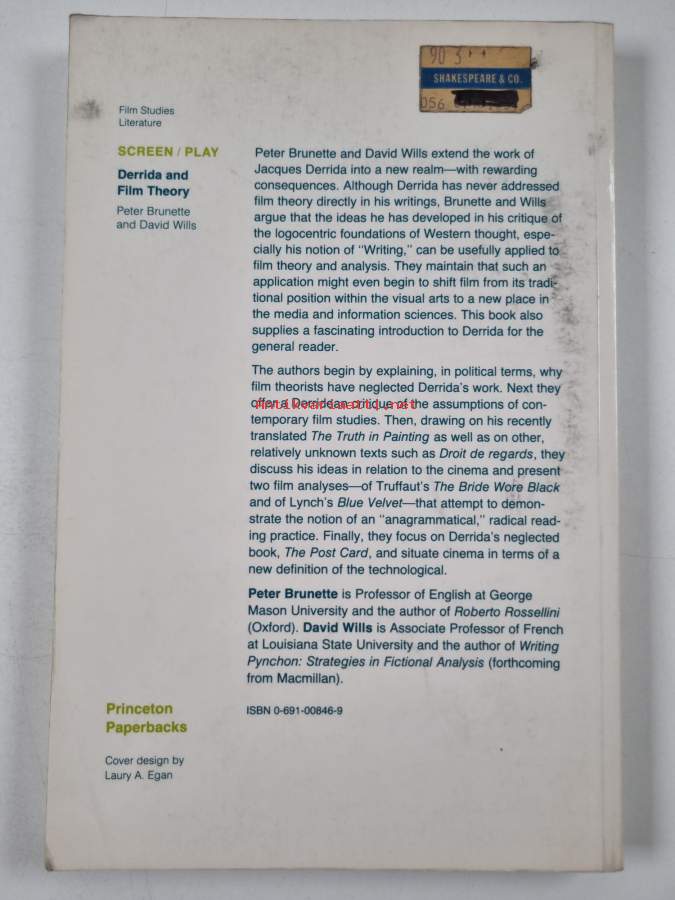 90 3
SHAKESPEARE & CO.
056
Film Studies
Literature
SCREEN / PLAY
Derrida and
Film Theory
Peter Brunette
and David Wills
Peter Brunette and David Wills extend the work of
Jacques Derrida into a new realm—with rewarding
consequences. Although Derrida has never addressed
film theory directly in his writings, Brunette and Wills
argue that the ideas he has developed in his critique of
the logocentric foundations of Western thought, espe-
cially his notion of "Writing," can be usefully applied to
film theory and analysis. They maintain that such an
application might even begin to shift film from its tradi-
tional position within the visual arts to a new place in
the media and information sciences. This book also
supplies a fascinating introduction to Derrida for the
general reader.
The authors begin by explaining, in political terms, why
film theorists have neglected Derrida's work. Next they
offer a Derridean critique of the assumptions of con-
Antikvariaatti.net
temporary film studies. Then, drawing on his recently
translated The Truth in Painting as well as on other,
relatively unknown texts such as Droit de regards, they
discuss his ideas in relation to the cinema and present
two film analyses—of Truffaut's The Bride Wore Black
and of Lynch's Blue Velvet—that attempt to demon-
strate the notion of an "anagrammatical," radical read-
ing practice. Finally, they focus on Derrida's neglected
book, The Post Card, and situate cinema in terms of a
new definition of the technological.
Peter Brunette is Professor of English at George
Mason University and the author of Roberto Rossellini
(Oxford). David Wills is Associate Professor of French
at Louisiana State University and the author of Writing
Pynchon: Strategies in Fictional Analysis (forthcoming
from Macmillan).
Princeton
Paperbacks
ISBN 0-691-00846-9
Cover design by
Laury A. Egan